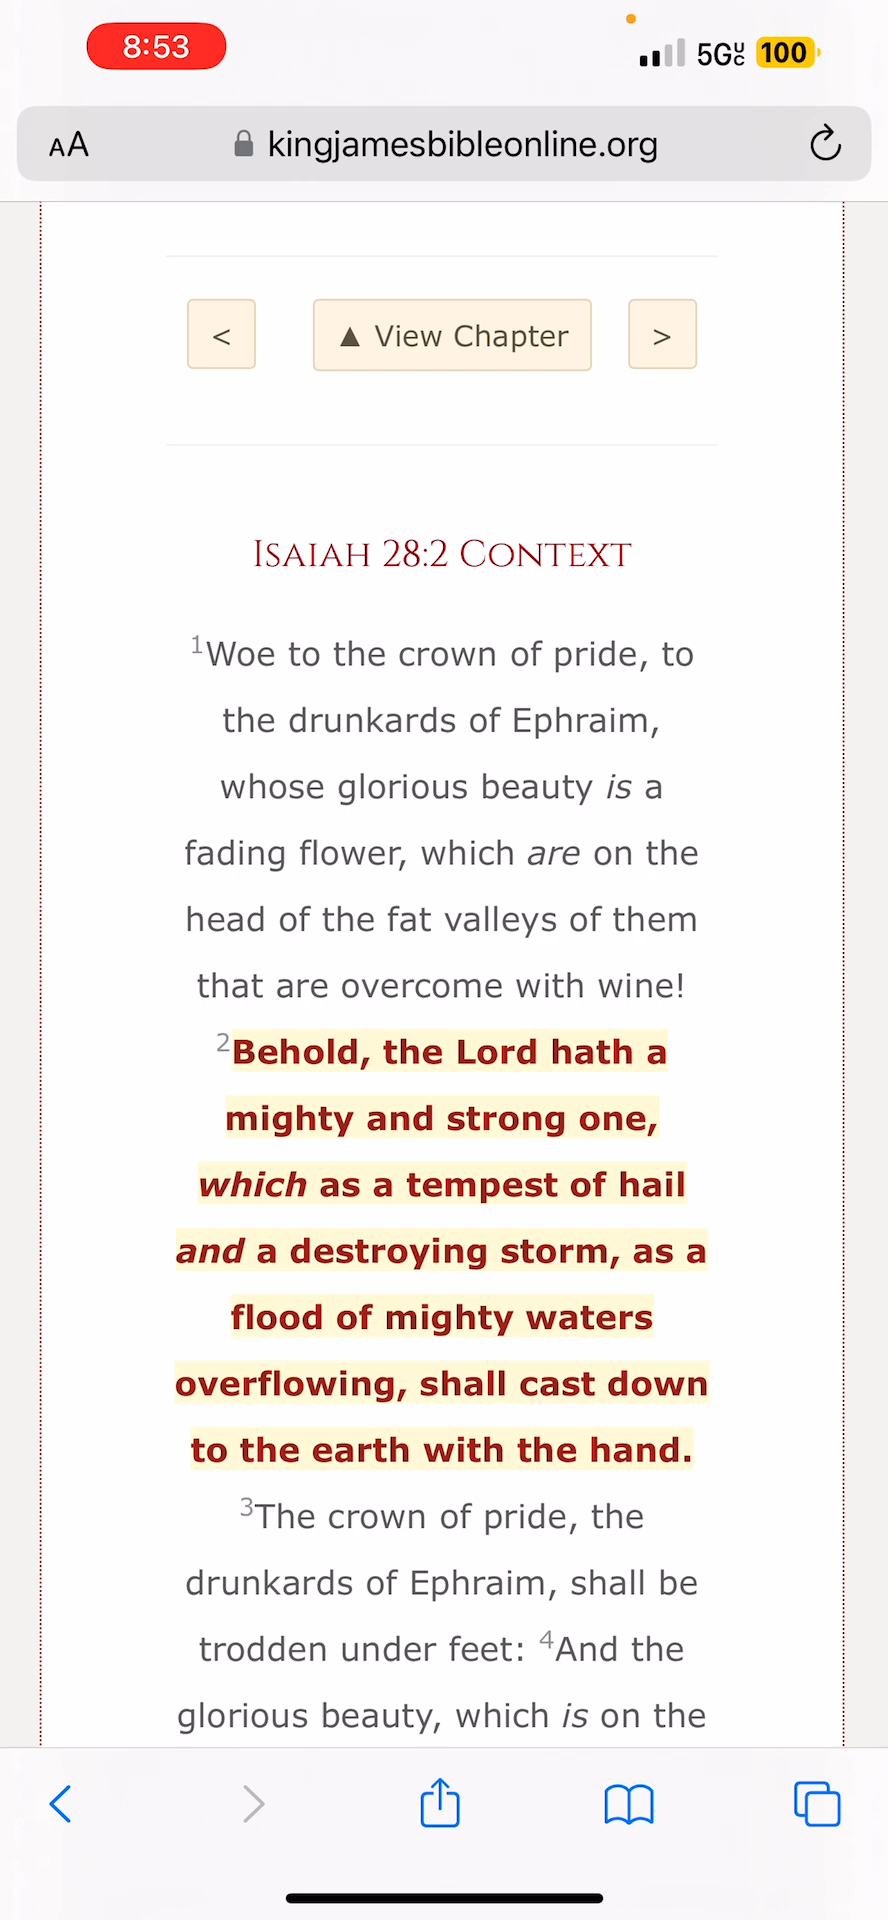 8:53
5GUC 100
AA kingjamesbibleonline.org
< ▲ View Chapter >
Isaiah 28:2 Context
1Woe to the crown of pride, to
the drunkards of Ephraim,
whose glorious beauty is a
fading flower, which are on the
head of the fat valleys of them
that are overcome with wine!
2Behold, the Lord hath a
mighty and strong one,
which as a tempest of hail
and a destroying storm, as a
flood of mighty waters
overflowing, shall cast down
to the earth with the hand.
3The crown of pride, the
drunkards of Ephraim, shall be
trodden under feet: 4And the
glorious beauty, which is on the